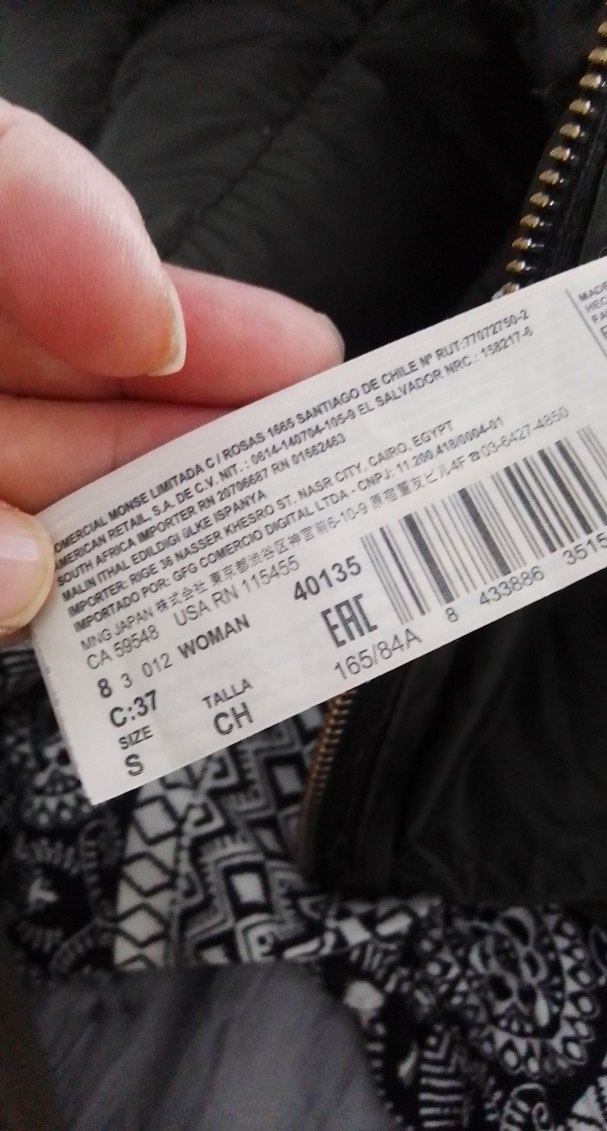 COMERCIAL MONSE LIMITADA C / ROSAS 1665 SANTIAGO DE CHILE Nº RUT:77072750-2
AMERICAN RETAIL, S.A. DE C.V. NIT. : 0614-140704-105-9 EL SALVADOR NRC.: 158217-6
SOUTH AFRICA IMPORTER RN 20706687 RN 01662463
MALIN ITHAL EDILDIGI üLKE ISPANYA
IMPORTER: RIGE 36 NASSER KHESRO ST. NASR CITY, CAIRO, EGYPT
IMPORTADO POR: GFG COMERCIO DIGITAL LTDA - CNPJ: 11.200.418/0004-01
MNG JAPAN 株式会社 東京都渋谷区神宮前6-10-9 原宿董友ビル4F ☎03-6427-4850
CA 59548 USA RN 115455
8 3 012 WOMAN 40135
C:37 EAC
8 433886 3515
SIZE TALLA 165/84A
S CH
MADE